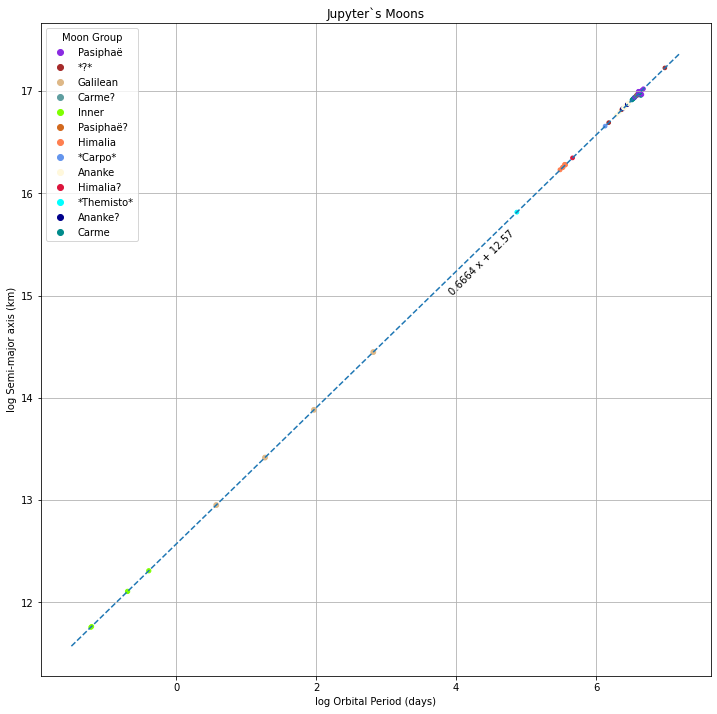 Jupyter`s Moons
Moon Group
Pasiphaë
*?*
Galilean
Carme?
Inner
Pasiphaë?
Himalia
*Carpo*
Ananke
Himalia?
*Themisto*
Ananke?
Carme
17
16
15
14
13
12
log Semi-major axis (km)
0.6664 x + 12.57
0
2
4
6
log Orbital Period (days)